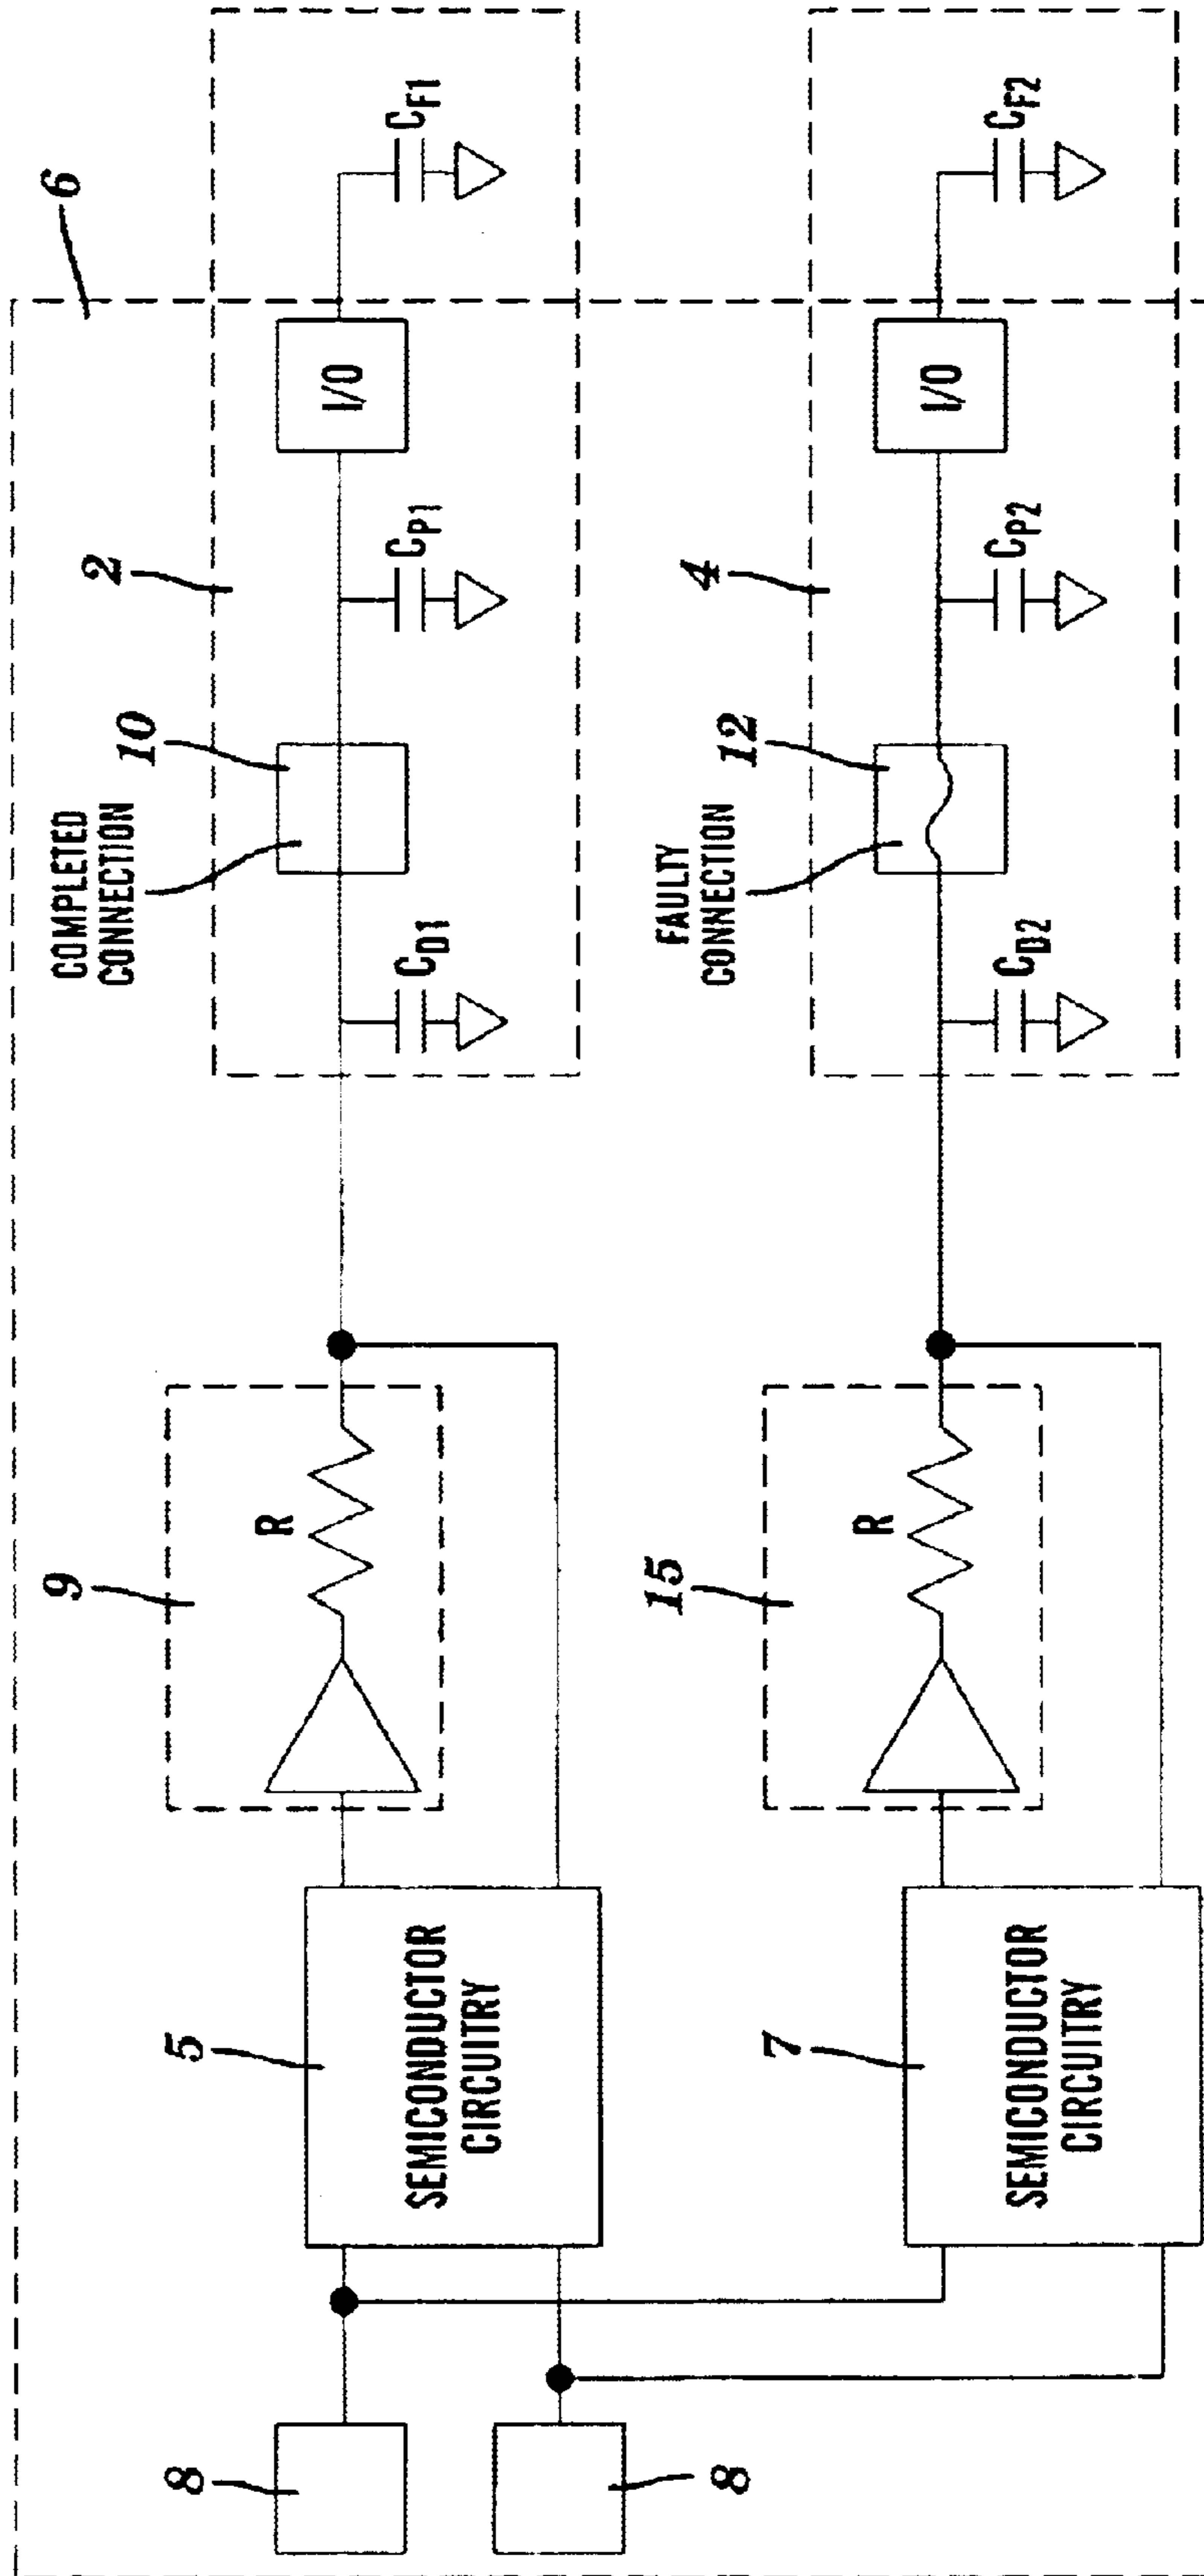 6
2
10
COMPLETED
CONNECTION
C_D1
C_P1
I/O
C_F1
9
R
5
SEMICONDUCTOR
CIRCUITRY
8
8
4
12
FAULTY
CONNECTION
C_D2
C_P2
I/O
C_F2
15
R
7
SEMICONDUCTOR
CIRCUITRY